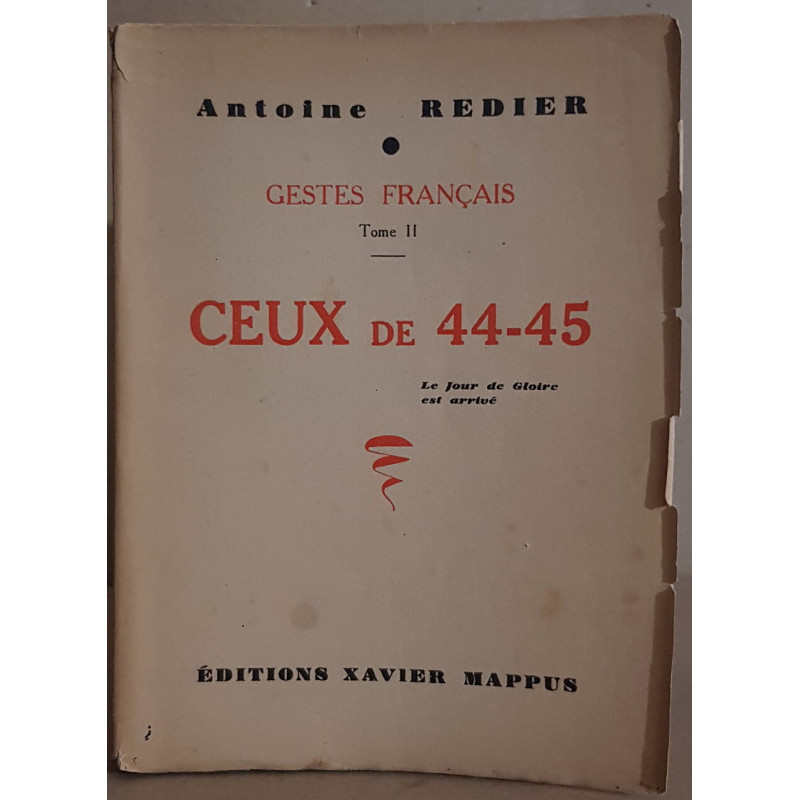 Antoine REDIER
GESTES FRANÇAIS
Tome II
CEUX DE 44-45
Le Jour de Gloire
est arrivé
ÉDITIONS XAVIER MAPPUS